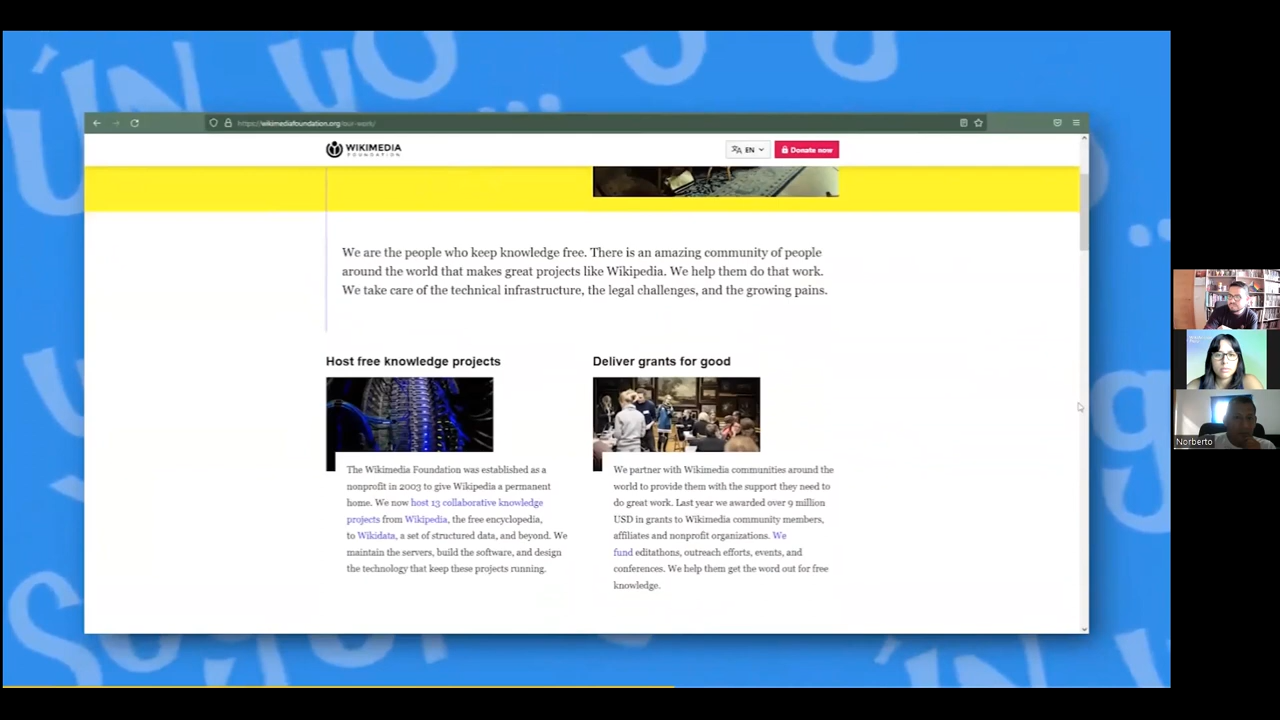 https://wikimediafoundation.org/our-work/
WIKIMEDIA
FOUNDATION
EN
Donate now
We are the people who keep knowledge free. There is an amazing community of people
around the world that makes great projects like Wikipedia. We help them do that work.
We take care of the technical infrastructure, the legal challenges, and the growing pains.
Host free knowledge projects
The Wikimedia Foundation was established as a
nonprofit in 2003 to give Wikipedia a permanent
home. We now host 13 collaborative knowledge
projects from Wikipedia, the free encyclopedia,
to Wikidata, a set of structured data, and beyond. We
maintain the servers, build the software, and design
the technology that keep these projects running.
Deliver grants for good
We partner with Wikimedia communities around the
world to provide them with the support they need to
do great work. Last year we awarded over 9 million
USD in grants to Wikimedia community members,
affiliates and nonprofit organizations. We
fund editathons, outreach efforts, events, and
conferences. We help them get the word out for free
knowledge.
Norberto